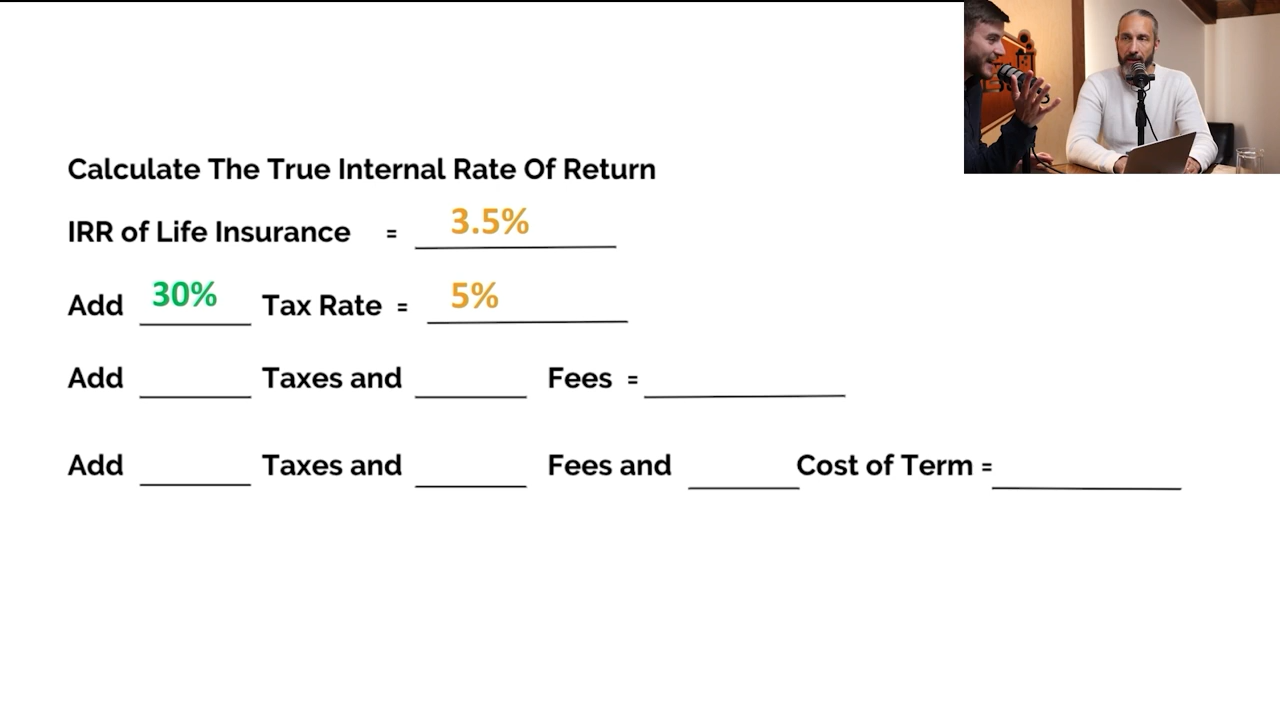 Calculate The True Internal Rate Of Return
IRR of Life Insurance = 3.5%
Add 30% Tax Rate = 5%
Add Taxes and Fees =
Add Taxes and Fees and Cost of Term =